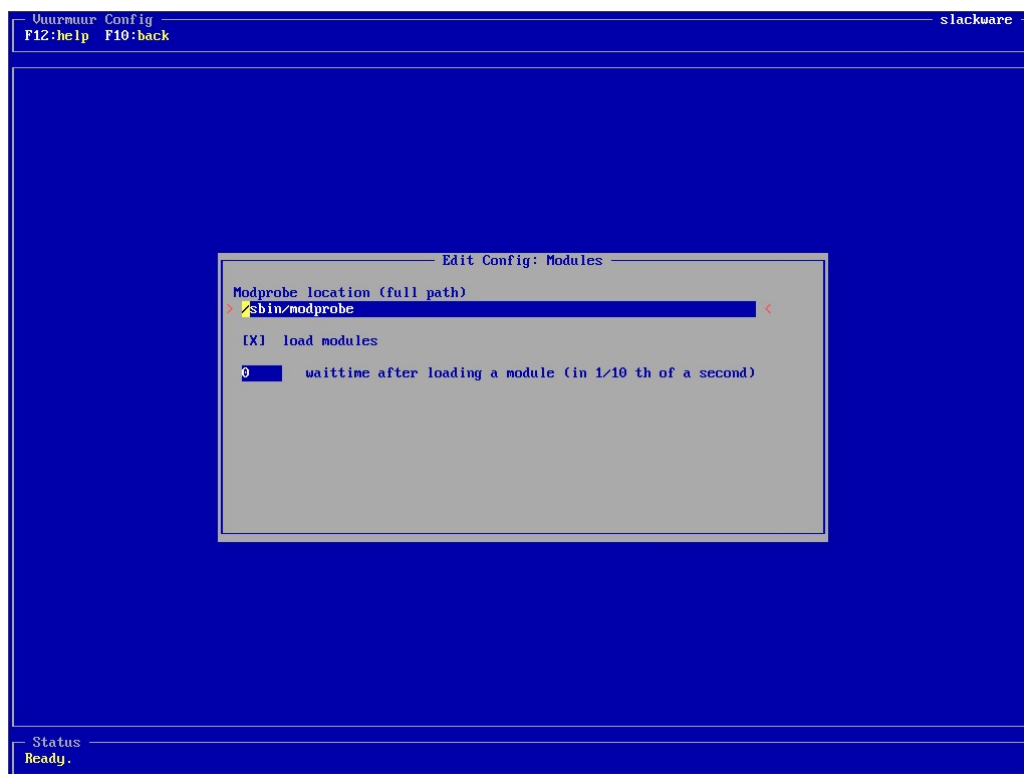 Vuurmuur Config
slackware
F12:help F10:back
Edit Config: Modules
Modprobe location (full path)
> /sbin/modprobe <
[X] load modules
0 waittime after loading a module (in 1/10 th of a second)
Status
Ready.